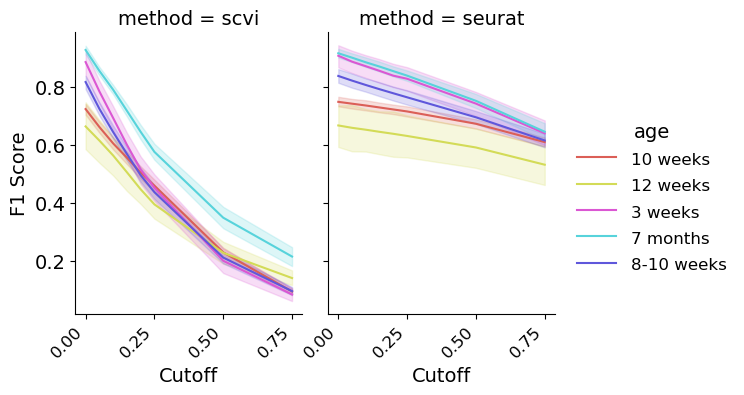 method = scvi
method = seurat
F1 Score
0.8
0.6
0.4
0.2
0.00
0.25
0.50
0.75
Cutoff
0.00
0.25
0.50
0.75
Cutoff
age
10 weeks
12 weeks
3 weeks
7 months
8-10 weeks